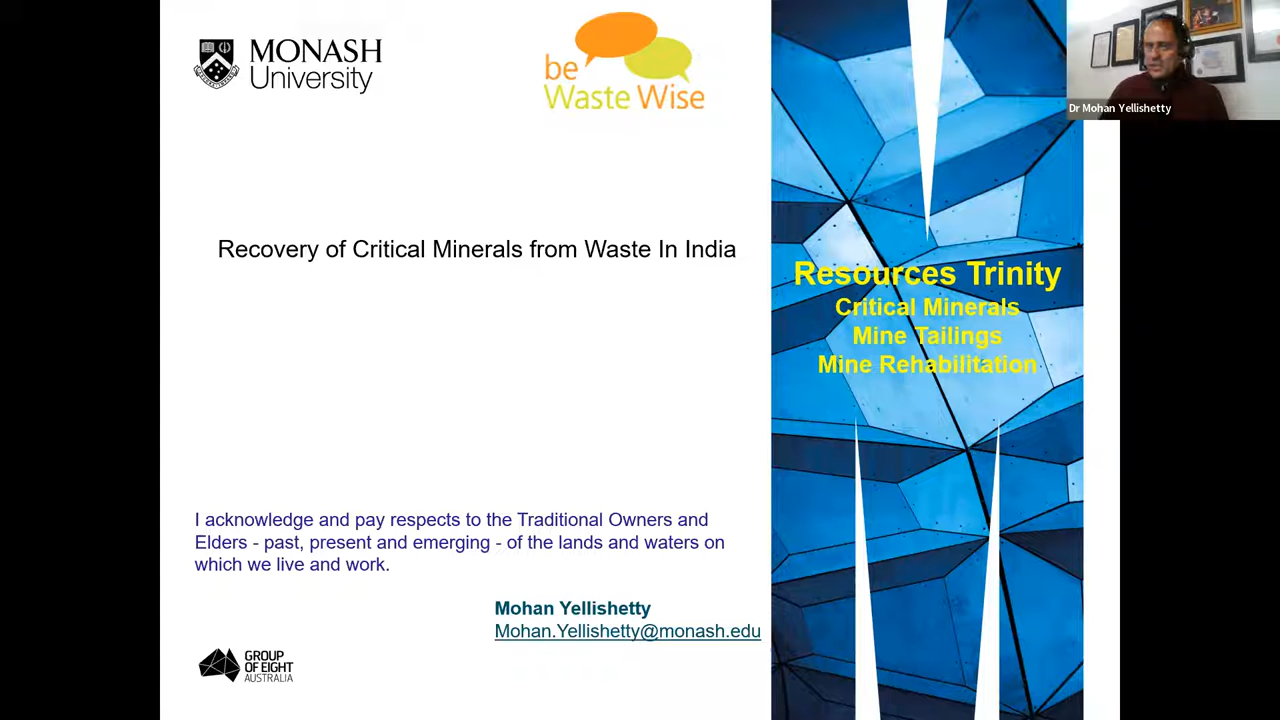 MONASH
University
be
Waste Wise
Dr Mohan Yellishetty
Recovery of Critical Minerals from Waste In India
Resources Trinity
Critical Minerals
Mine Tailings
Mine Rehabilitation
I acknowledge and pay respects to the Traditional Owners and
Elders - past, present and emerging - of the lands and waters on
which we live and work.
Mohan Yellishetty
Mohan.Yellishetty@monash.edu
GROUP
OF EIGHT
AUSTRALIA